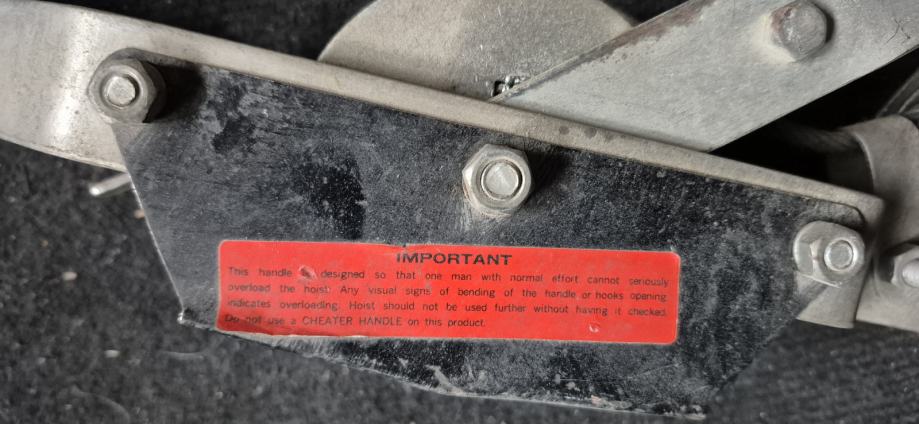 IMPORTANT
This handle is designed so that one man with normal effort cannot seriously
overload the hoist. Any visual signs of bending of the handle or hooks opening
indicates overloading. Hoist should not be used further without having it checked.
Do not use a CHEATER HANDLE on this product.